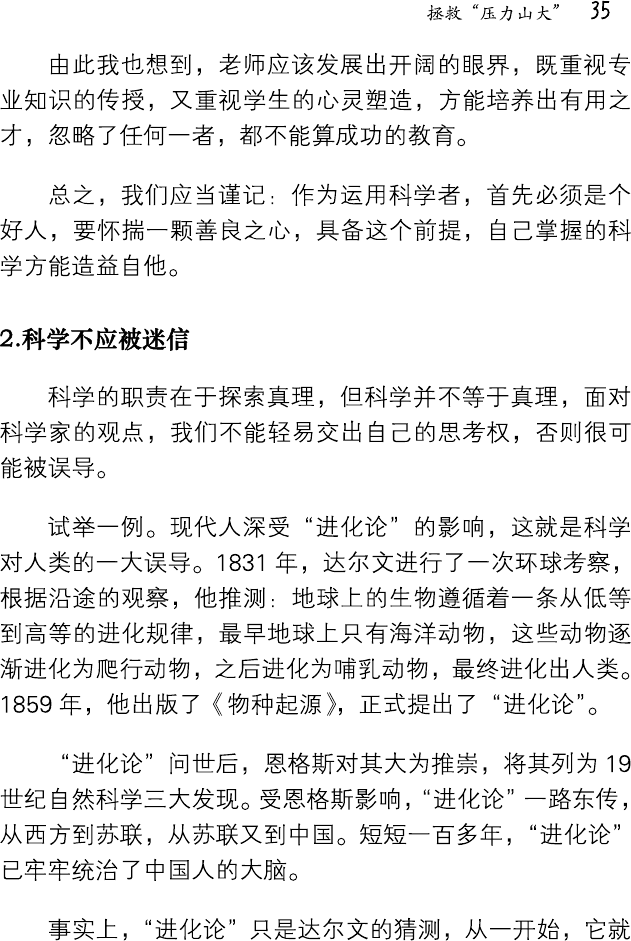 拯救“压力山大” 35
由此我也想到，老师应该发展出开阔的眼界，既重视专
业知识的传授，又重视学生的心灵塑造，方能培养出有用之
才，忽略了任何一者，都不能算成功的教育。
总之，我们应当谨记：作为运用科学者，首先必须是个
好人，要怀揣一颗善良之心，具备这个前提，自己掌握的科
学方能造益自他。
2.科学不应被迷信
科学的职责在于探索真理，但科学并不等于真理，面对
科学家的观点，我们不能轻易交出自己的思考权，否则很可
能被误导。
试举一例。现代人深受“进化论”的影响，这就是科学
对人类的一大误导。1831 年，达尔文进行了一次环球考察，
根据沿途的观察，他推测：地球上的生物遵循着一条从低等
到高等的进化规律，最早地球上只有海洋动物，这些动物逐
渐进化为爬行动物，之后进化为哺乳动物，最终进化出人类。
1859 年，他出版了《物种起源》，正式提出了“进化论”。
“进化论”问世后，恩格斯对其大为推崇，将其列为 19
世纪自然科学三大发现。受恩格斯影响，“进化论”一路东传，
从西方到苏联，从苏联又到中国。短短一百多年，“进化论”
已牢牢统治了中国人的大脑。
事实上，“进化论”只是达尔文的猜测，从一开始，它就